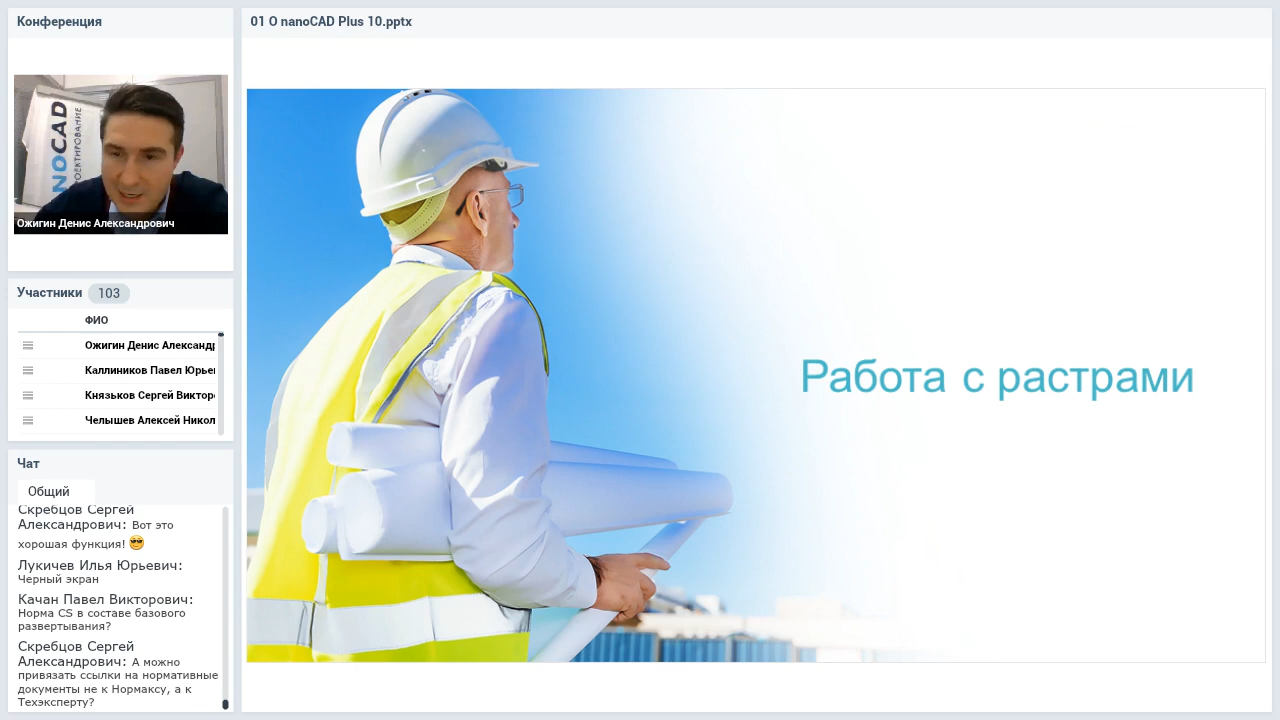 Конференция
NOCAD
ПРОЕКТИРОВАНИЕ
Ожигин Денис Александрович
Участники 103
ФИО
Ожигин Денис Александр
Каллиников Павел Юрье
Князьков Сергей Викторо
Челышев Алексей Никол
Чат
Общий
Скребцов Сергей
Александрович: Вот это
хорошая функция!
Лукичев Илья Юрьевич:
Черный экран
Качан Павел Викторович:
Норма CS в составе базового
развертывания?
Скребцов Сергей
Александрович: А можно
привязать ссылки на нормативные
документы не к Нормаксу, а к
Техэксперту?
01 О nanoCAD Plus 10.pptx
Работа с растрами